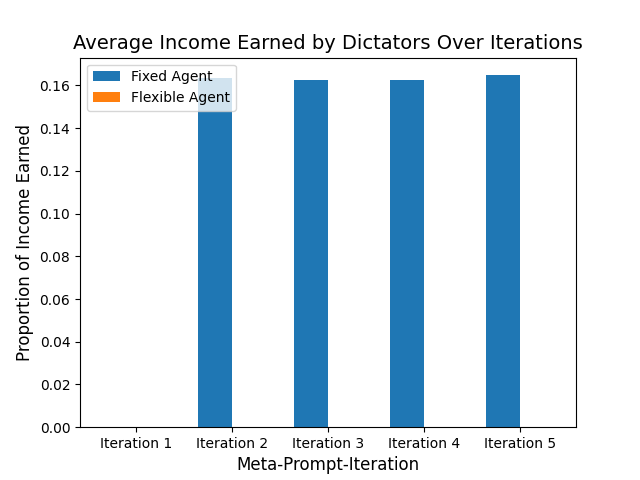 Average Income Earned by Dictators Over Iterations
Fixed Agent
Flexible Agent
Proportion of Income Earned
0.16
0.14
0.12
0.10
0.08
0.06
0.04
0.02
0.00
Iteration 1
Iteration 2
Iteration 3
Iteration 4
Iteration 5
Meta-Prompt-Iteration